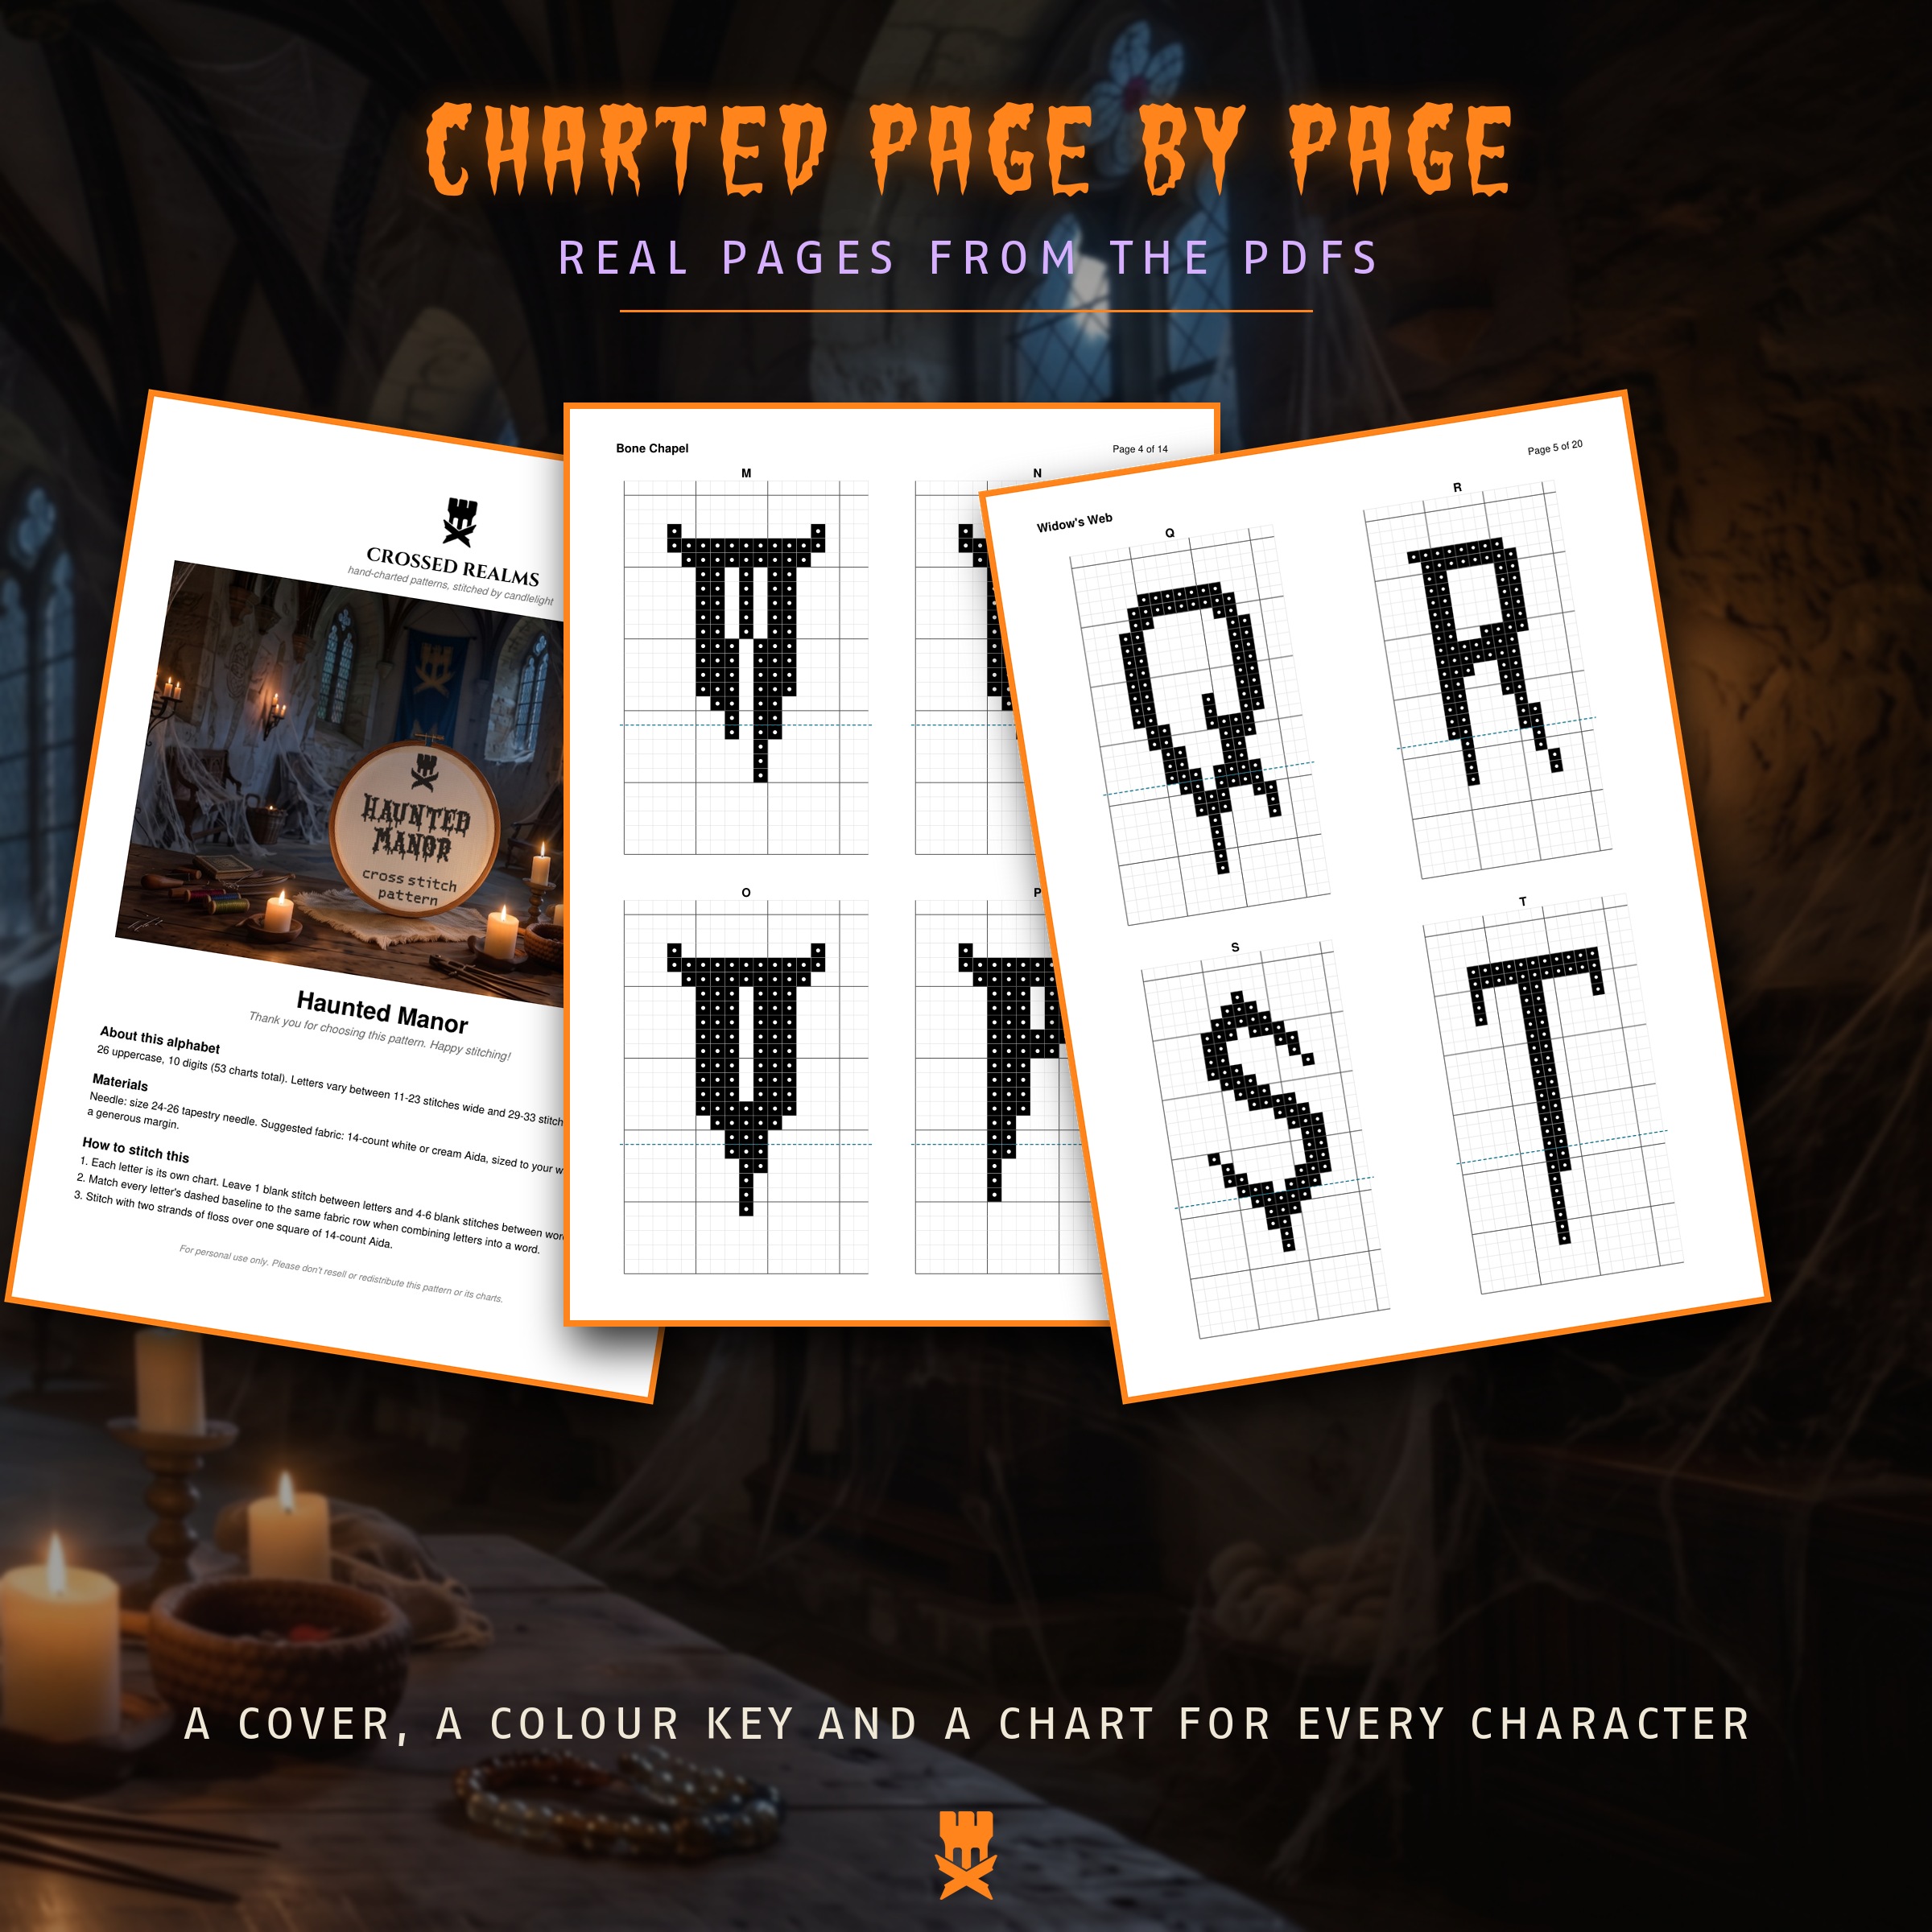 CHARTED PAGE BY PAGE
REAL PAGES FROM THE PDFS
CROSSED REALMS
hand-charted patterns, stitched by candlelight
HAUNTED
MANOR
cross stitch
pattern
Haunted Manor
Thank you for choosing this pattern. Happy stitching!
About this alphabet
26 uppercase, 10 digits (53 charts total). Letters vary between 11-23 stitches wide and 29-33 stitch
Materials
Needle: size 24-26 tapestry needle. Suggested fabric: 14-count white or cream Aida, sized to your w
a generous margin.
How to stitch this
1. Each letter is its own chart. Leave 1 blank stitch between letters and 4-6 blank stitches between wor
2. Match every letter's dashed baseline to the same fabric row when combining letters into a word.
3. Stitch with two strands of floss over one square of 14-count Aida.
For personal use only. Please don't resell or redistribute this pattern or its charts.
Bone Chapel
Page 4 of 14
M
N
O
P
Widow's Web
Page 5 of 20
Q
R
S
T
A COVER, A COLOUR KEY AND A CHART FOR EVERY CHARACTER